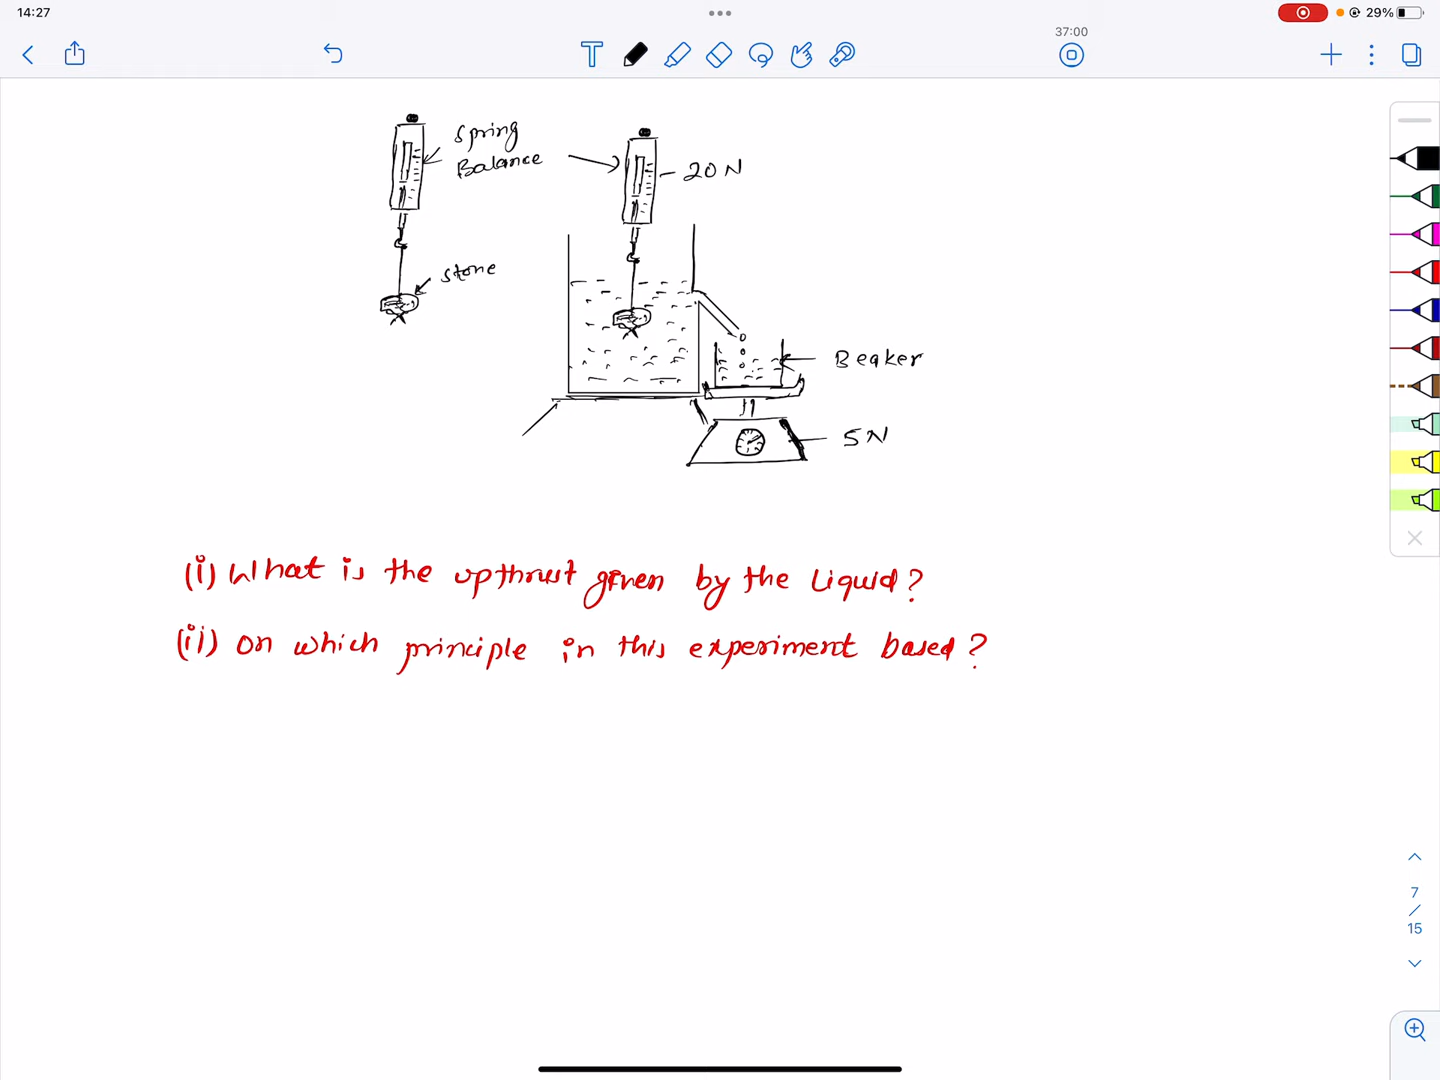 14:27
29%
37:00
Spring
Balance
20 N
Stone
Beaker
5 N
(i) What is the upthrust given by the Liquid?
(ii) on which principle in this experiment based?
7
/
15